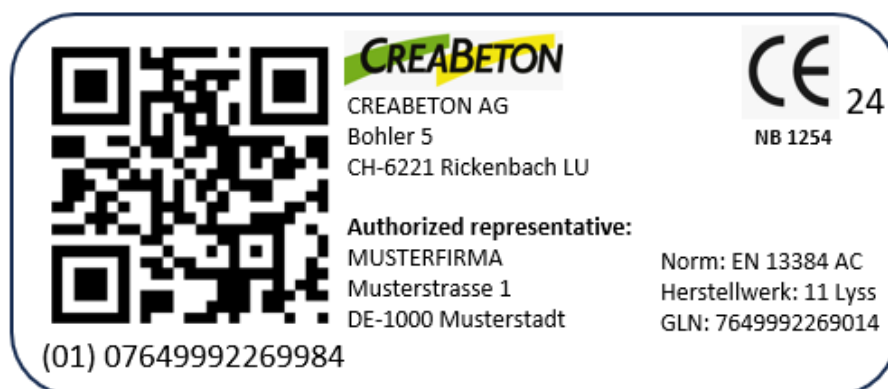 CREABETON
CREABETON AG
Bohler 5
CH-6221 Rickenbach LU
CE 24
NB 1254
Authorized representative:
MUSTERFIRMA
Musterstrasse 1
DE-1000 Musterstadt
Norm: EN 13384 AC
Herstellwerk: 11 Lyss
GLN: 7649992269014
(01) 07649992269984